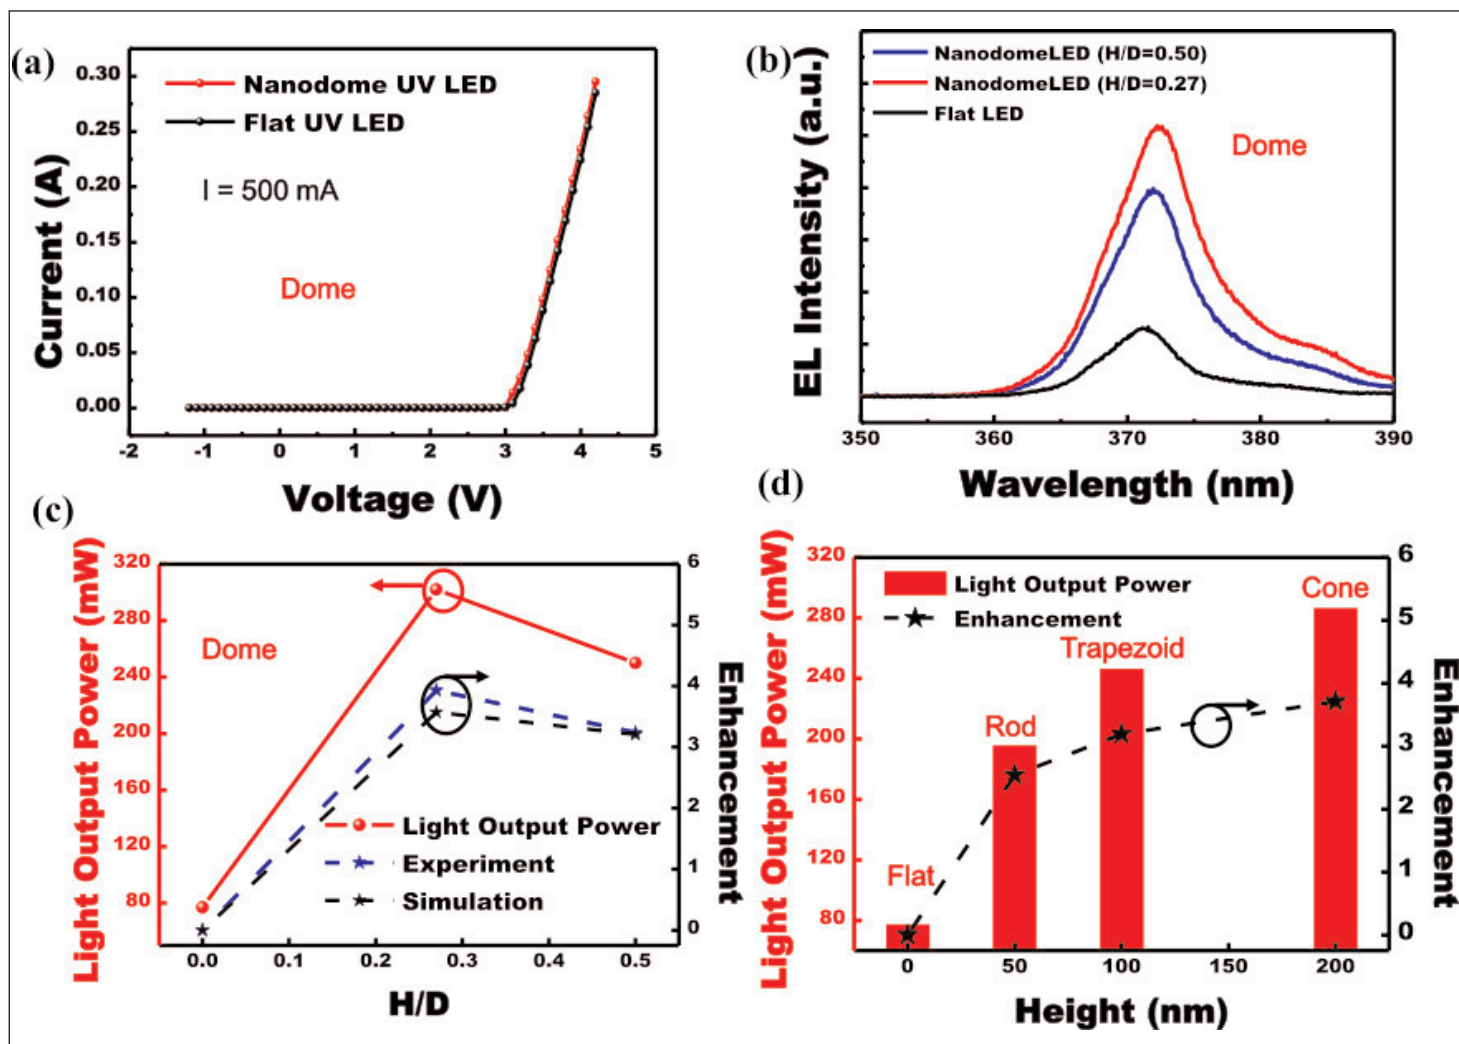 (a)
0.30
0.25
0.20
0.15
0.10
0.05
0.00
Current (A)
Nanodome UV LED
Flat UV LED
I = 500 mA
Dome
-2 -1 0 1 2 3 4 5
Voltage (V)
(b)
EL Intensity (a.u.)
NanodomeLED (H/D=0.50)
NanodomeLED (H/D=0.27)
Flat LED
Dome
350 360 370 380 390
Wavelength (nm)
(c)
Light Output Power (mW)
320
280
240
200
160
120
80
Dome
Light Output Power
Experiment
Simulation
6
5
4
3
2
1
0
Enhancement
0.0 0.1 0.2 0.3 0.4 0.5
H/D
(d)
Light Output Power (mW)
320
280
240
200
160
120
80
Light Output Power
Enhancement
Flat
Rod
Trapezoid
Cone
6
5
4
3
2
1
0
Enhancement
0 50 100 150 200
Height (nm)